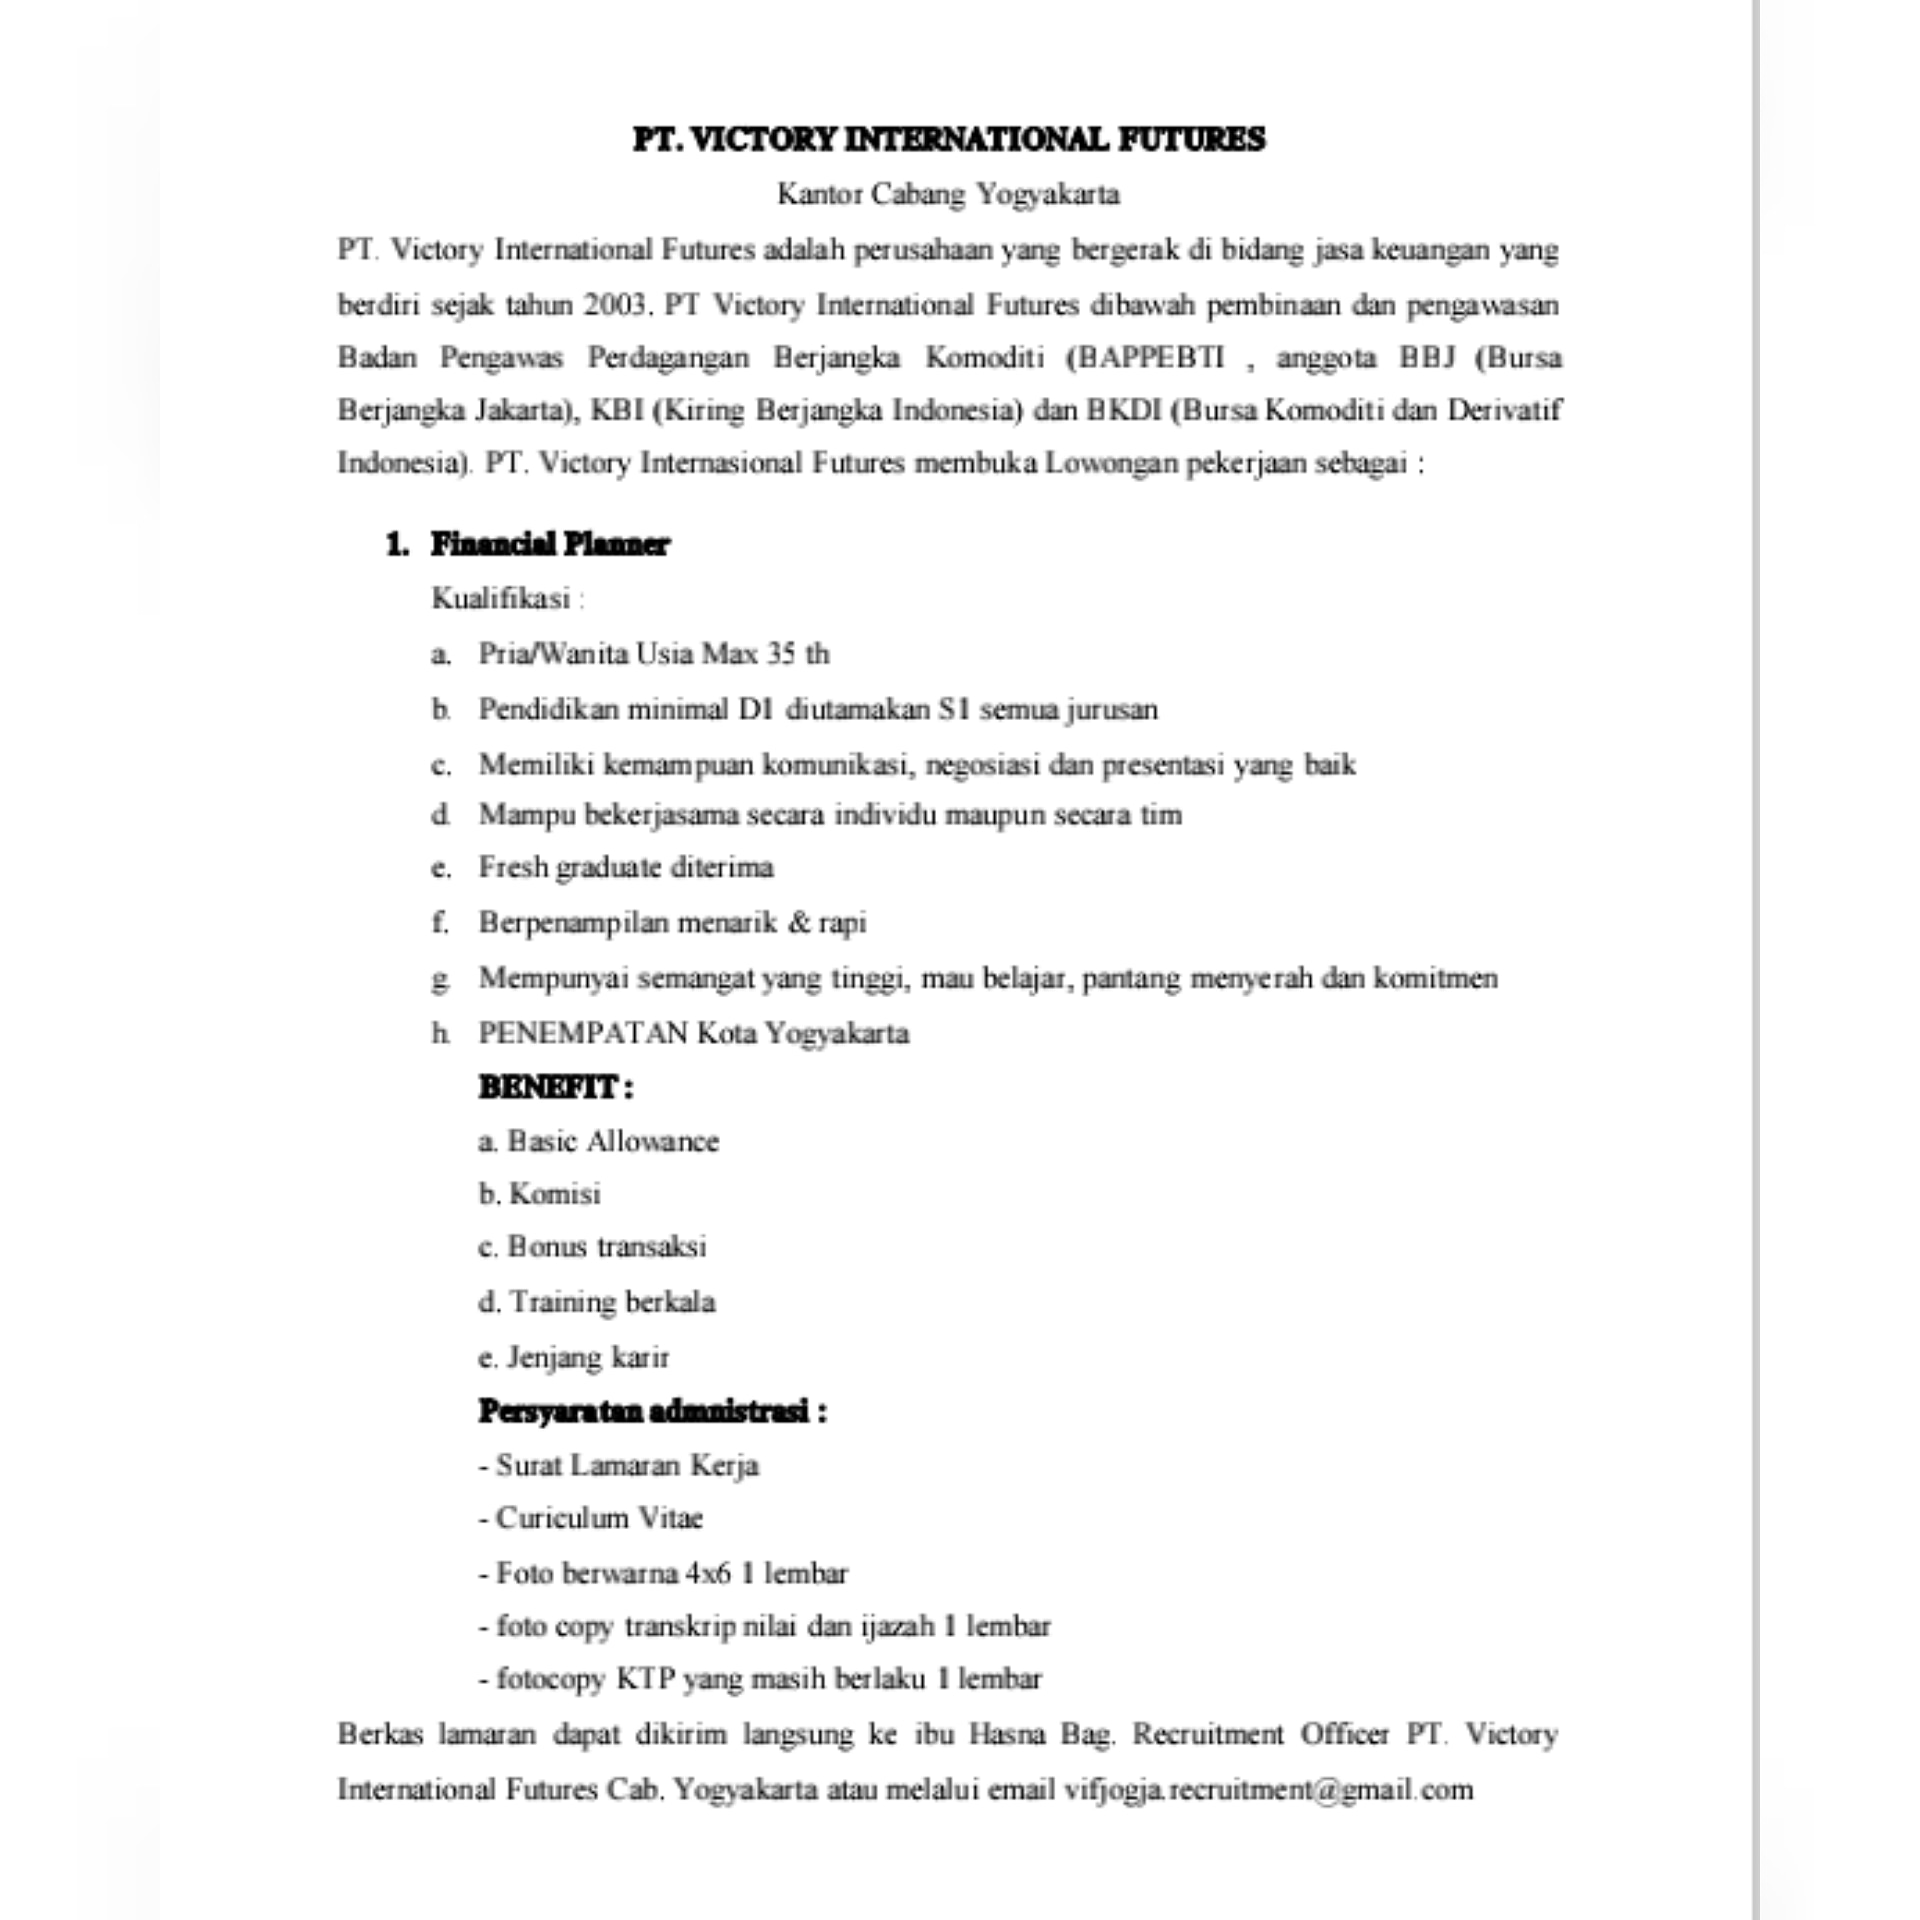 PT. VICTORY INTERNATIONAL FUTURES
Kantor Cabang Yogyakarta
PT. Victory International Futures adalah perusahaan yang bergerak di bidang jasa keuangan yang
berdiri sejak tahun 2003. PT Victory International Futures dibawah pembinaan dan pengawasan
Badan Pengawas Perdagangan Berjangka Komoditi (BAPPEBTI , anggota BBJ (Bursa
Berjangka Jakarta), KBI (Kiring Berjangka Indonesia) dan BKDI (Bursa Komoditi dan Derivatif
Indonesia). PT. Victory Internasional Futures membuka Lowongan pekerjaan sebagai :
1. Financial Planner
Kualifikasi :
a. Pria/Wanita Usia Max 35 th
b. Pendidikan minimal D1 diutamakan S1 semua jurusan
c. Memiliki kemampuan komunikasi, negosiasi dan presentasi yang baik
d. Mampu bekerjasama secara individu maupun secara tim
e. Fresh graduate diterima
f. Berpenampilan menarik & rapi
g. Mempunyai semangat yang tinggi, mau belajar, pantang menyerah dan komitmen
h. PENEMPATAN Kota Yogyakarta
BENEFIT :
a. Basic Allowance
b. Komisi
c. Bonus transaksi
d. Training berkala
e. Jenjang karir
Persyaratan admnistrasi :
- Surat Lamaran Kerja
- Curiculum Vitae
- Foto berwarna 4x6 1 lembar
- foto copy transkrip nilai dan ijazah 1 lembar
- fotocopy KTP yang masih berlaku 1 lembar
Berkas lamaran dapat dikirim langsung ke ibu Hasna Bag. Recruitment Officer PT. Victory
International Futures Cab. Yogyakarta atau melalui email vifjogja.recruitment@gmail.com